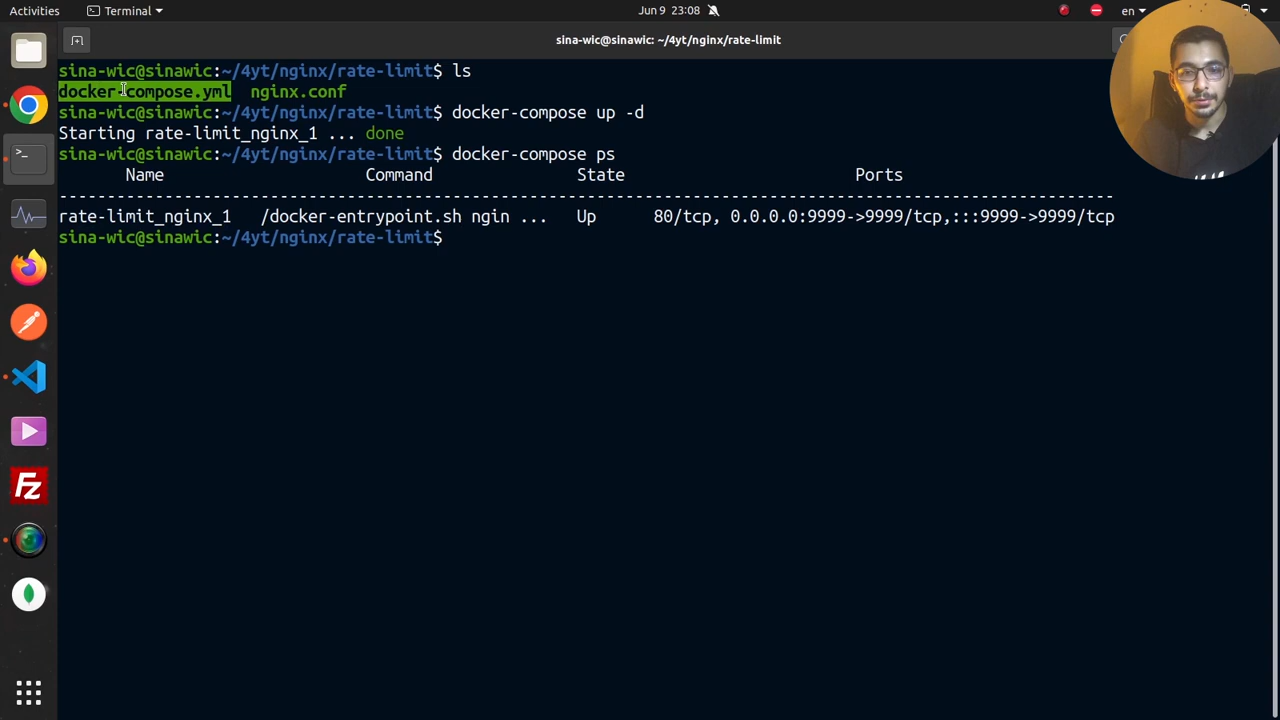 Activities
Terminal
Jun 9 23:08
en
sina-wic@sinawic: ~/4yt/nginx/rate-limit
sina-wic@sinawic:~/4yt/nginx/rate-limit$ ls
docker-compose.yml  nginx.conf
sina-wic@sinawic:~/4yt/nginx/rate-limit$ docker-compose up -d
Starting rate-limit_nginx_1 ... done
sina-wic@sinawic:~/4yt/nginx/rate-limit$ docker-compose ps
Name Command State Ports
--------------------------------------------------------------------------------------------------------------
rate-limit_nginx_1   /docker-entrypoint.sh ngin ...   Up      80/tcp, 0.0.0.0:9999->9999/tcp,:::9999->9999/tcp
sina-wic@sinawic:~/4yt/nginx/rate-limit$
>_
Fz